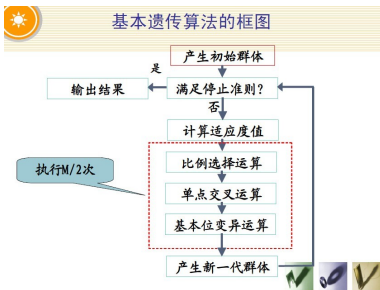 基本遗传算法的框图
产生初始群体
是
输出结果
满足停止准则?
否
计算适应度值
比例选择运算
执行M/2次
单点交叉运算
基本位变异运算
产生新一代群体